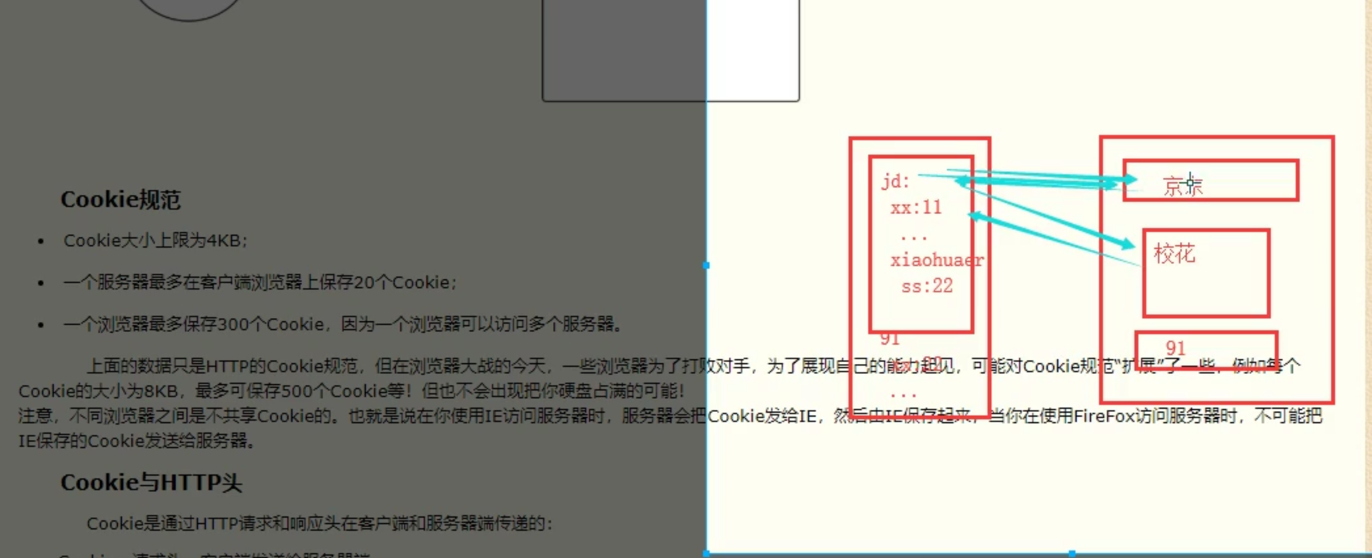 Cookie规范
Cookie大小上限为4KB；
一个服务器最多在客户端浏览器上保存20个Cookie；
一个浏览器最多保存300个Cookie，因为一个浏览器可以访问多个服务器。
上面的数据只是HTTP的Cookie规范，但在浏览器大战的今天，一些浏览器为了打败对手，为了展现自己的能力起见，可能对Cookie规范“扩展”了一些，例如每个
Cookie的大小为8KB，最多可保存500个Cookie等！但也不会出现把你硬盘占满的可能！
注意，不同浏览器之间是不共享Cookie的。也就是说在你使用IE访问服务器时，服务器会把Cookie发给IE，然后由IE保存起来，当你在使用FireFox访问服务器时，不可能把
IE保存的Cookie发送给服务器。
Cookie与HTTP头
Cookie是通过HTTP请求和响应头在客户端和服务器端传递的：
jd:
xx:11
...
xiaohuaer
ss:22
91
...
京东
校花
91